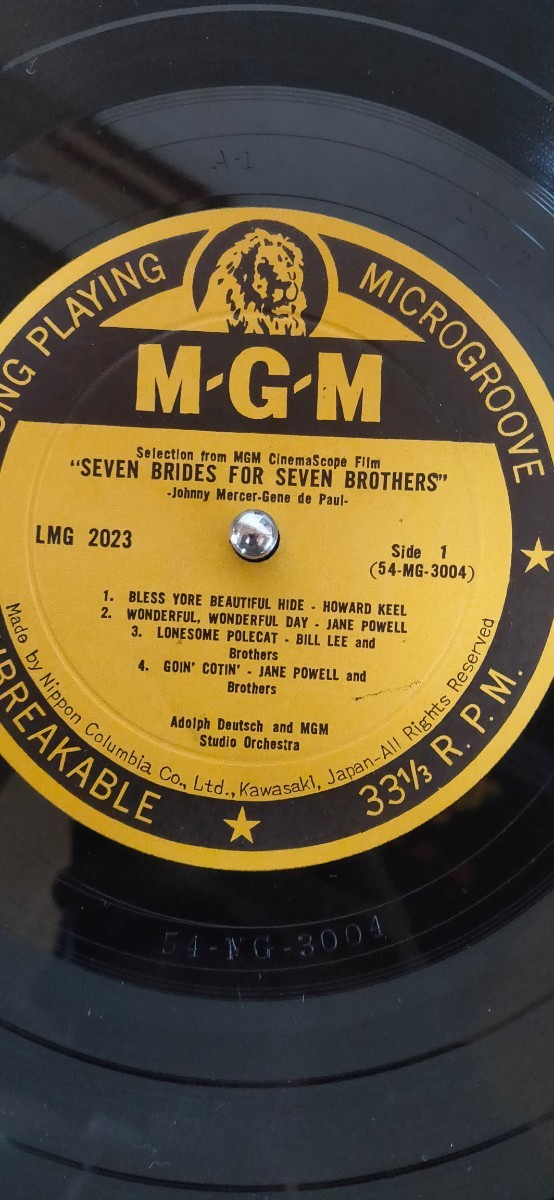 A-1
LONG PLAYING
MICROGROOVE
M-G-M
Selection from MGM CinemaScope Film
"SEVEN BRIDES FOR SEVEN BROTHERS"
-Johnny Mercer-Gene de Paul-
LMG 2023
Side 1
(54-MG-3004)
1. BLESS YORE BEAUTIFUL HIDE - HOWARD KEEL
2. WONDERFUL, WONDERFUL DAY - JANE POWELL
3. LONESOME POLECAT - BILL LEE and
Brothers
4. GOIN' COTIN' - JANE POWELL and
Brothers
Adolph Deutsch and MGM
Studio Orchestra
Made by Nippon Columbia Co., Ltd., Kawasaki, Japan-All Rights Reserved
NBREAKABLE
33⅓ R.P.M.
54-MG-3004